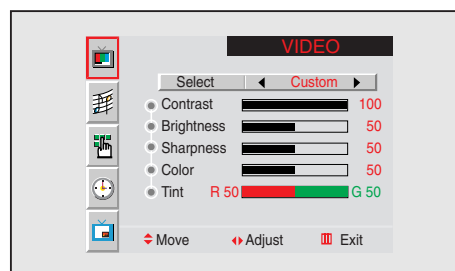 VIDEO
Select Custom
Contrast 100
Brightness 50
Sharpness 50
Color 50
Tint R 50 G 50
Move Adjust Exit